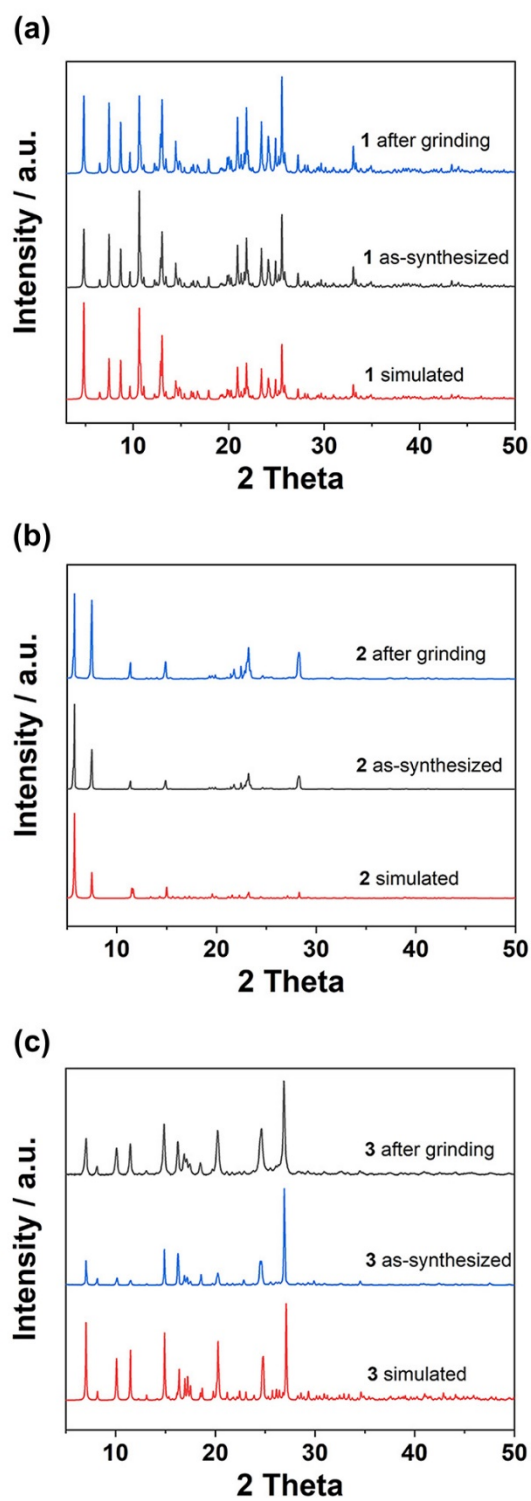 (a)
Intensity / a.u.
1 after grinding
1 as-synthesized
1 simulated
10 20 30 40 50
2 Theta
(b)
Intensity / a.u.
2 after grinding
2 as-synthesized
2 simulated
10 20 30 40 50
2 Theta
(c)
Intensity / a.u.
3 after grinding
3 as-synthesized
3 simulated
10 20 30 40 50
2 Theta